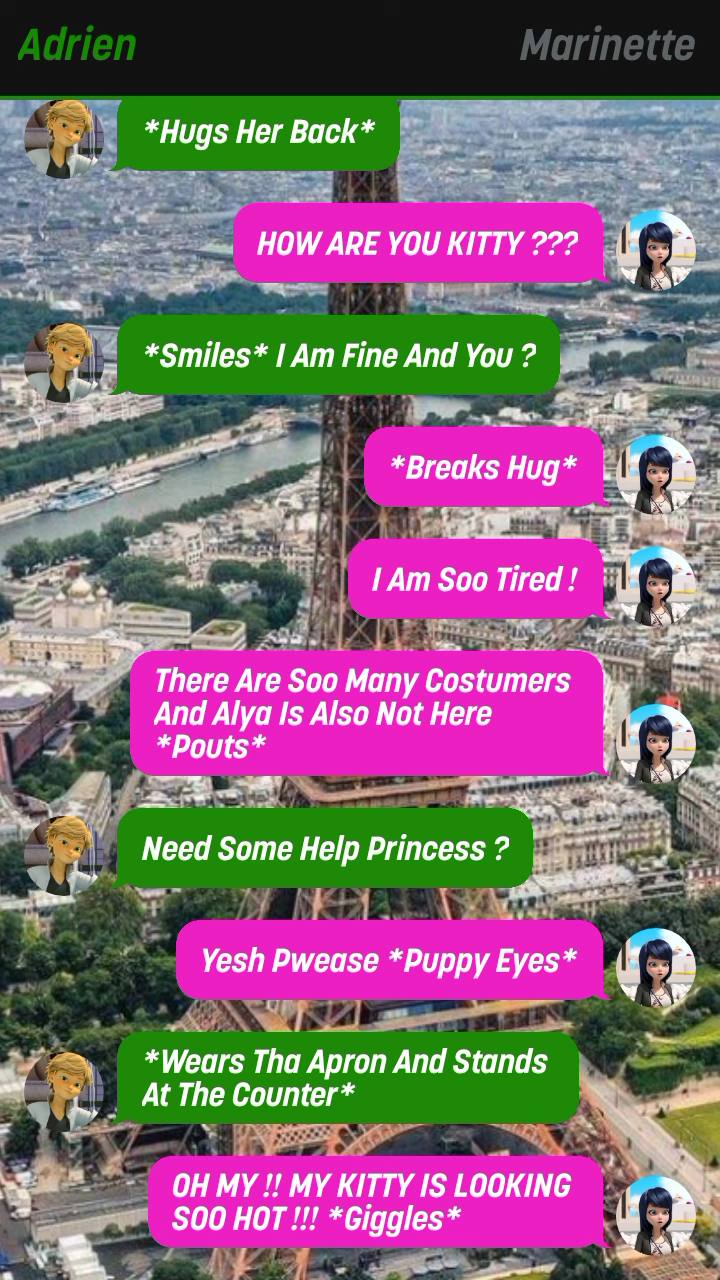 Adrien Marinette
*Hugs Her Back*
HOW ARE YOU KITTY ???
*Smiles* I Am Fine And You ?
*Breaks Hug*
I Am Soo Tired !
There Are Soo Many Costumers
And Alya Is Also Not Here
*Pouts*
Need Some Help Princess ?
Yesh Pwease *Puppy Eyes*
*Wears Tha Apron And Stands
At The Counter*
OH MY !! MY KITTY IS LOOKING
SOO HOT !!! *Giggles*